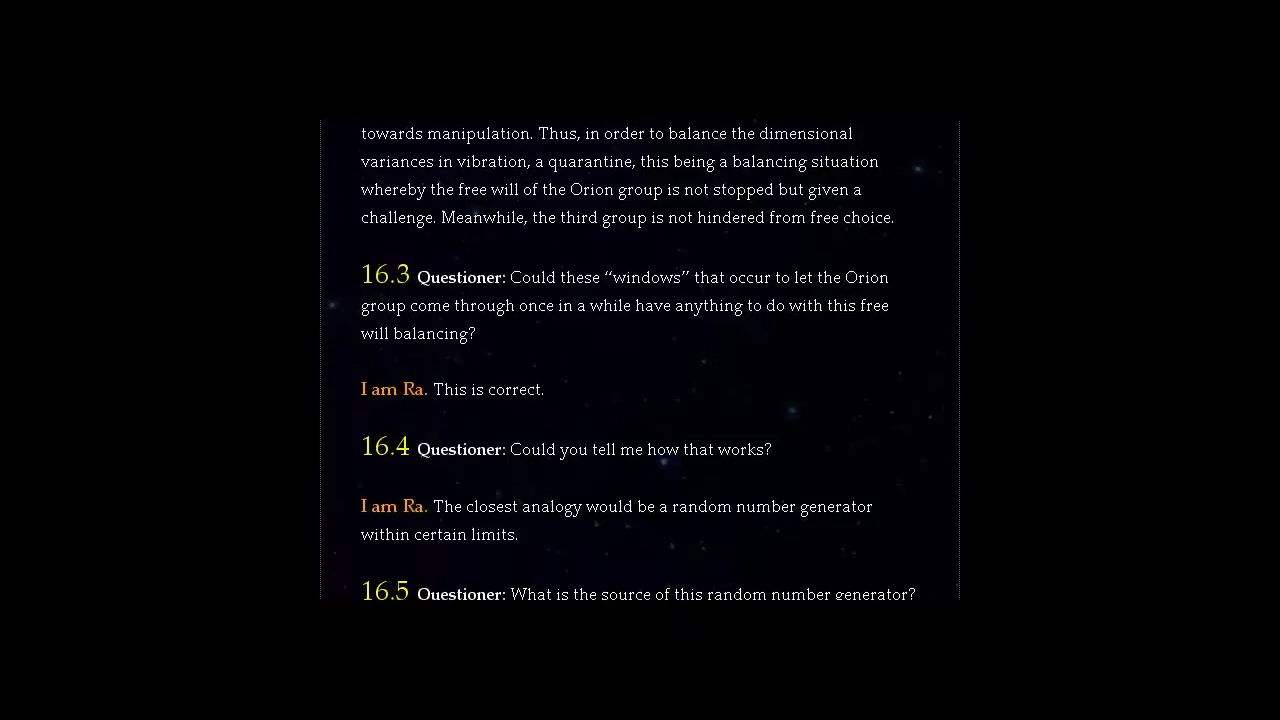 towards manipulation. Thus, in order to balance the dimensional
variances in vibration, a quarantine, this being a balancing situation
whereby the free will of the Orion group is not stopped but given a
challenge. Meanwhile, the third group is not hindered from free choice.
16.3 Questioner: Could these “windows” that occur to let the Orion
group come through once in a while have anything to do with this free
will balancing?
I am Ra. This is correct.
16.4 Questioner: Could you tell me how that works?
I am Ra. The closest analogy would be a random number generator
within certain limits.
16.5 Questioner: What is the source of this random number generator?